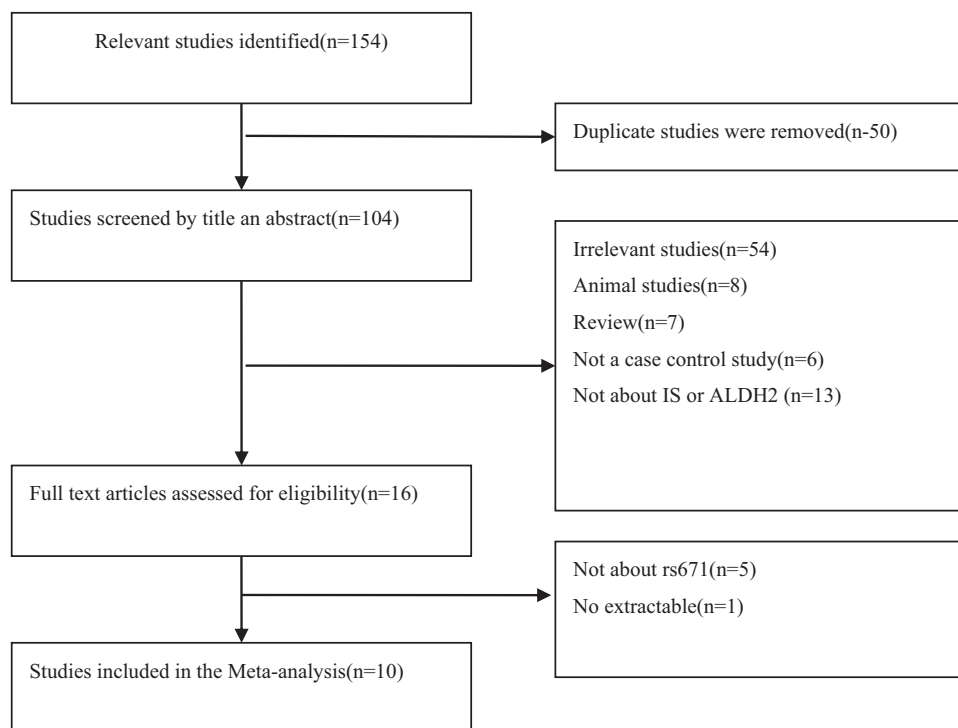 Relevant studies identified(n=154)
Duplicate studies were removed(n-50)
Studies screened by title an abstract(n=104)
Irrelevant studies(n=54)
Animal studies(n=8)
Review(n=7)
Not a case control study(n=6)
Not about IS or ALDH2 (n=13)
Full text articles assessed for eligibility(n=16)
Not about rs671(n=5)
No extractable(n=1)
Studies included in the Meta-analysis(n=10)